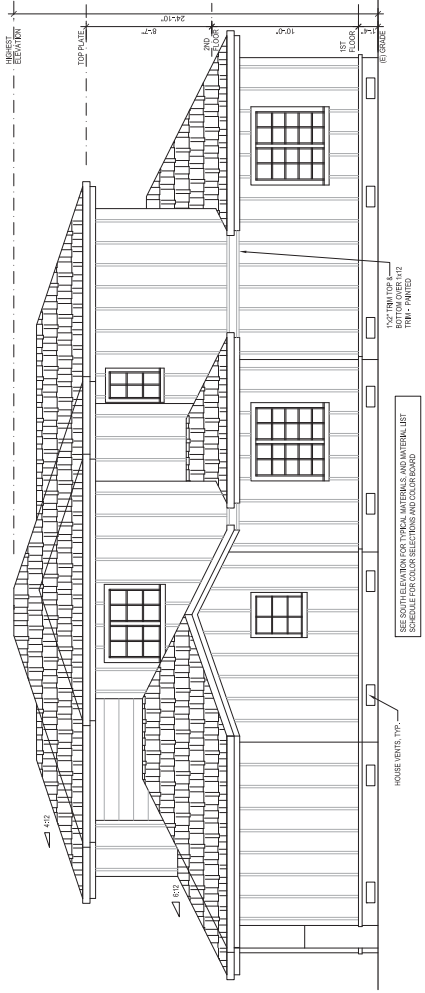 HIGHEST
ELEVATION
TOP PLATE
2ND
FLOOR
1ST
FLOOR
(E) GRADE
24'-10"
8'-7"
10'-0"
4:12
6:12
1"x2" TRIM TOP &
BOTTOM OVER 1x12
TRIM - PAINTED
SEE SOUTH ELEVATION FOR TYPICAL MATERIALS, AND MATERIAL LIST
SCHEDULE FOR COLOR SELECTIONS AND COLOR BOARD
HOUSE VENTS, TYP.